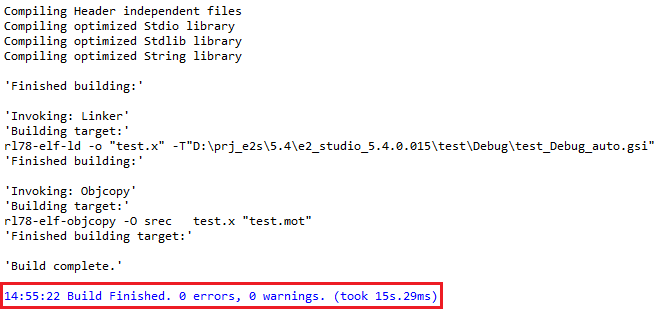 Compiling Header independent files
Compiling optimized Stdio library
Compiling optimized Stdlib library
Compiling optimized String library
'Finished building:'
'Invoking: Linker'
'Building target:'
rl78-elf-ld -o "test.x" -T"D:\prj_e2s\5.4\e2_studio_5.4.0.015\test\Debug\test_Debug_auto.gsi"
'Finished building:'
'Invoking: Objcopy'
'Building target:'
rl78-elf-objcopy -O srec   test.x "test.mot"
'Finished building target:'
'Build complete.'
14:55:22 Build Finished. 0 errors, 0 warnings. (took 15s.29ms)